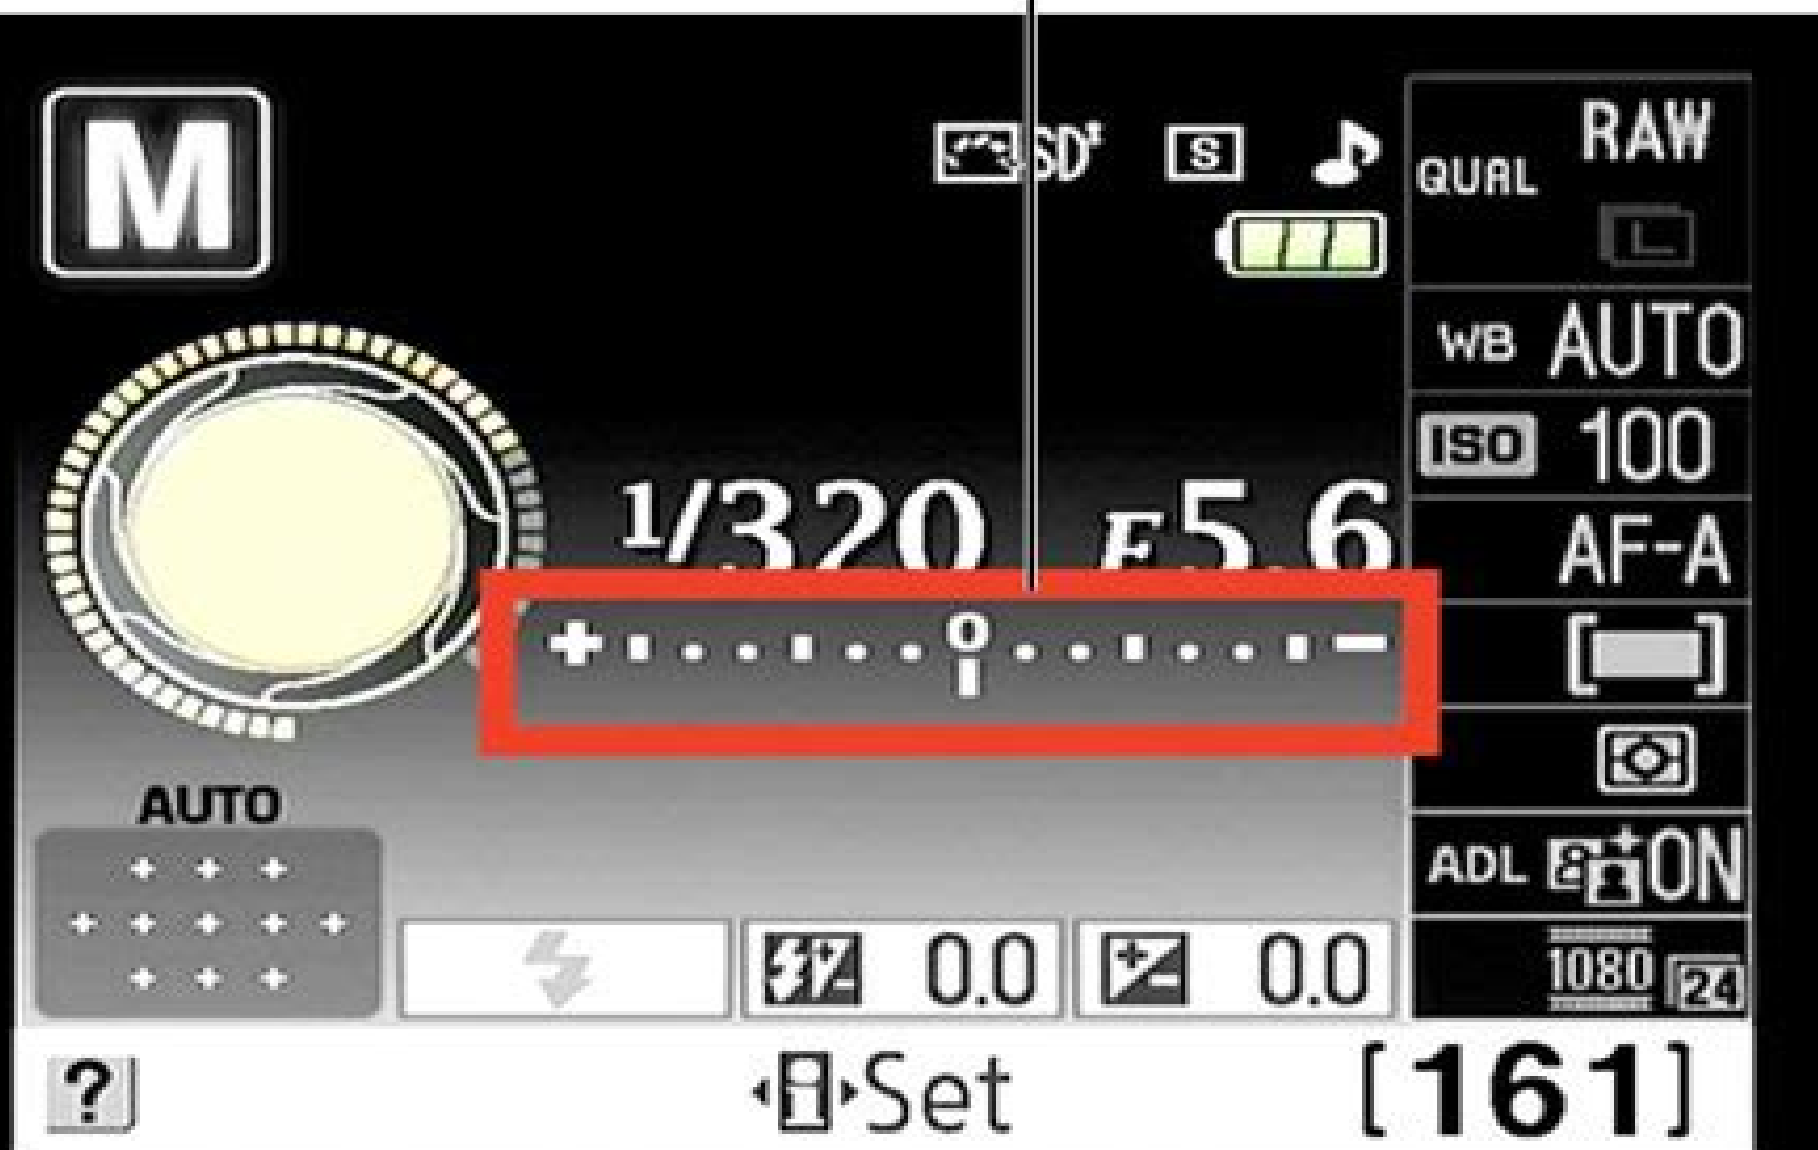 M
SD
S
QUAL RAW
L
WB AUTO
ISO 100
1/320 F5.6
AF-A
+ 0 -
AUTO
ADL ON
0.0 0.0
1080 24
? Set [161]